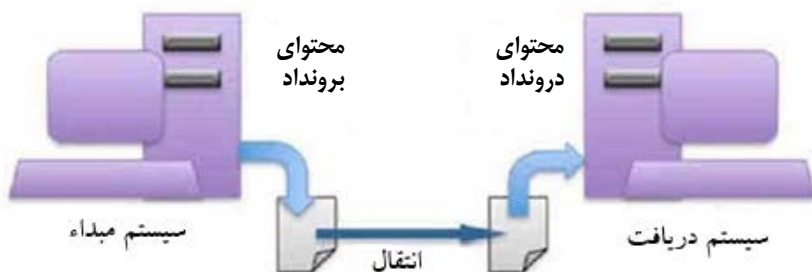 محتوای
درونداد
محتوای
برونداد
سیستم دریافت
سیستم مبداء
انتقال